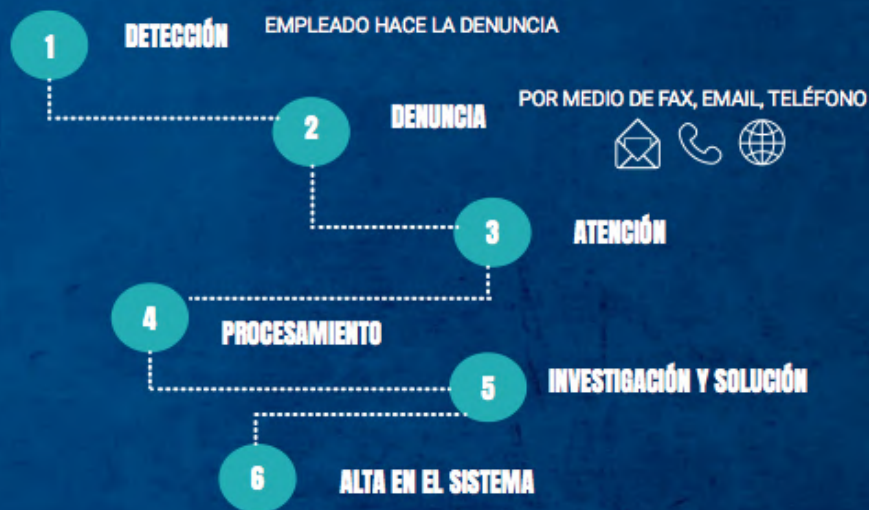 1
DETECCIÓN
EMPLEADO HACE LA DENUNCIA
2
DENUNCIA
POR MEDIO DE FAX, EMAIL, TELÉFONO
3
ATENCIÓN
4
PROCESAMIENTO
5
INVESTIGACIÓN Y SOLUCIÓN
6
ALTA EN EL SISTEMA